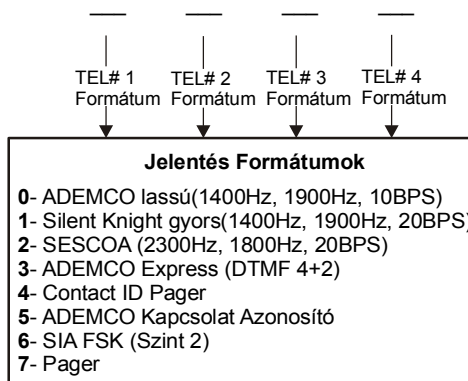 TEL# 1 TEL# 2 TEL# 3 TEL# 4
Formátum Formátum Formátum Formátum
Jelentés Formátumok
0- ADEMCO lassú(1400Hz, 1900Hz, 10BPS)
1- Silent Knight gyors(1400Hz, 1900Hz, 20BPS)
2- SESCOA (2300Hz, 1800Hz, 20BPS)
3- ADEMCO Express (DTMF 4+2)
4- Contact ID Pager
5- ADEMCO Kapcsolat Azonosító
6- SIA FSK (Szint 2)
7- Pager